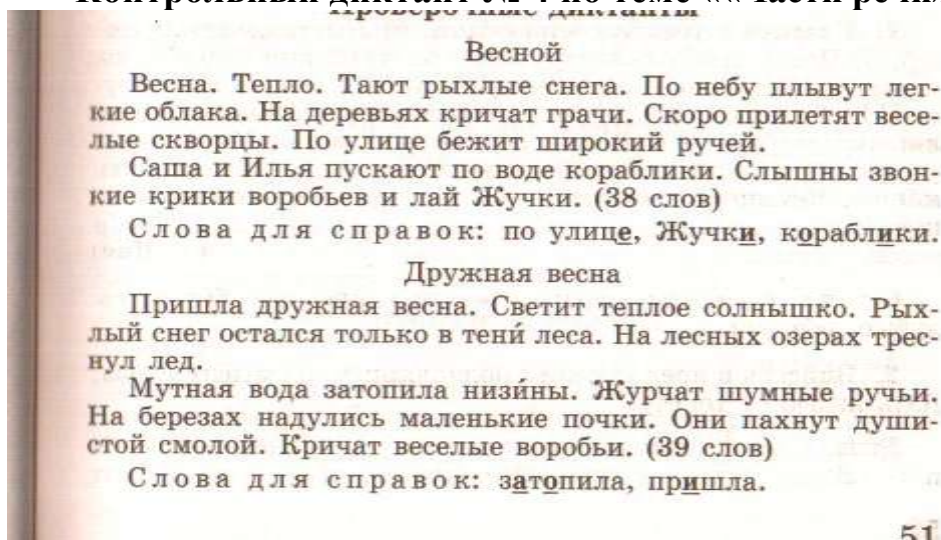 Контрольный диктант № 4 по теме ««Части речи»
Проверочные диктанты
Весной
Весна. Тепло. Тают рыхлые снега. По небу плывут лег-
кие облака. На деревьях кричат грачи. Скоро прилетят весе-
лые скворцы. По улице бежит широкий ручей.
Саша и Илья пускают по воде кораблики. Слышны звон-
кие крики воробьев и лай Жучки. (38 слов)
Слова для справок: по улице, Жучки, кораблики.
Дружная весна
Пришла дружная весна. Светит теплое солнышко. Рых-
лый снег остался только в тени́ леса. На лесных озерах трес-
нул лед.
Мутная вода затопила низи́ны. Журчат шумные ручьи.
На березах надулись маленькие почки. Они пахнут души-
стой смолой. Кричат веселые воробьи. (39 слов)
Слова для справок: затопила, пришла.
51